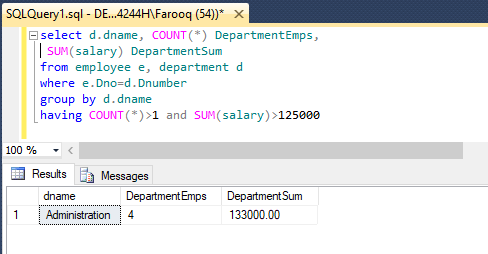 SQLQuery1.sql - DE...4244H\Farooq (54))* ✕
select d.dname, COUNT(*) DepartmentEmps,
SUM(salary) DepartmentSum
from employee e, department d
where e.Dno=d.Dnumber
group by d.dname
having COUNT(*)>1 and SUM(salary)>125000
100 %
Results Messages
dname DepartmentEmps DepartmentSum
1 Administration 4 133000.00